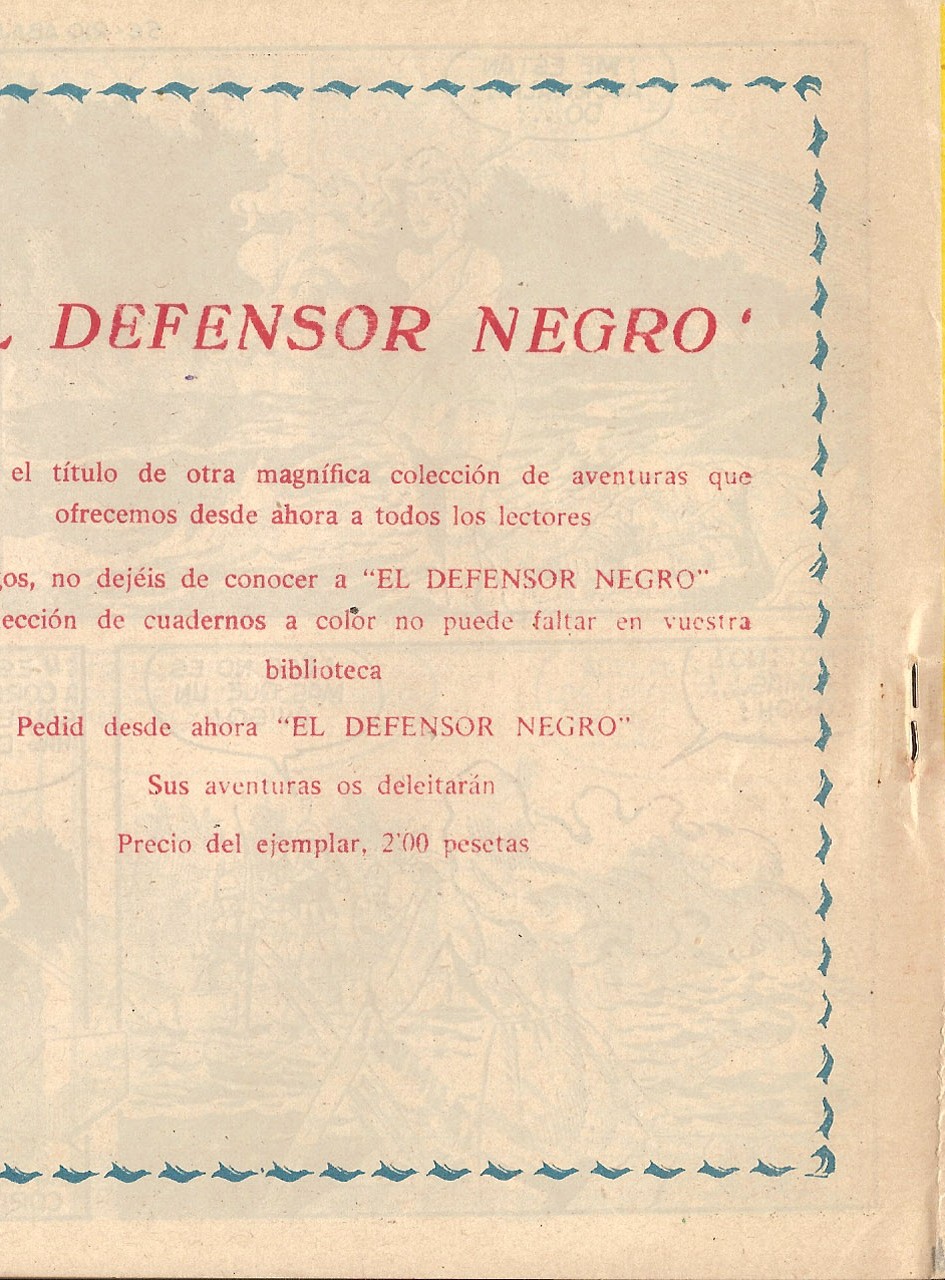 L DEFENSOR NEGRO‘
el título de otra magnífica colección de aventuras que
ofrecemos desde ahora a todos los lectores
gos, no dejéis de conocer a “EL DEFENSOR NEGRO”
ección de cuadernos a color no puede faltar en vuestra
biblioteca
Pedid desde ahora “EL DEFENSOR NEGRO”
Sus aventuras os deleitarán
Precio del ejemplar, 2’00 pesetas